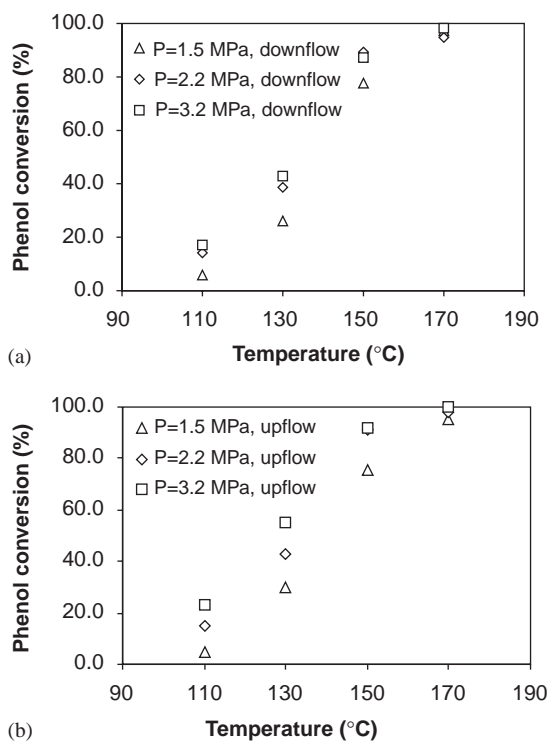 100.0
80.0
60.0
40.0
20.0
0.0
Phenol conversion (%)
P=1.5 MPa, downflow
P=2.2 MPa, downflow
P=3.2 MPa, downflow
90 110 130 150 170 190
(a)
Temperature (°C)
100.0
80.0
60.0
40.0
20.0
0.0
Phenol conversion (%)
P=1.5 MPa, upflow
P=2.2 MPa, upflow
P=3.2 MPa, upflow
90 110 130 150 170 190
(b)
Temperature (°C)